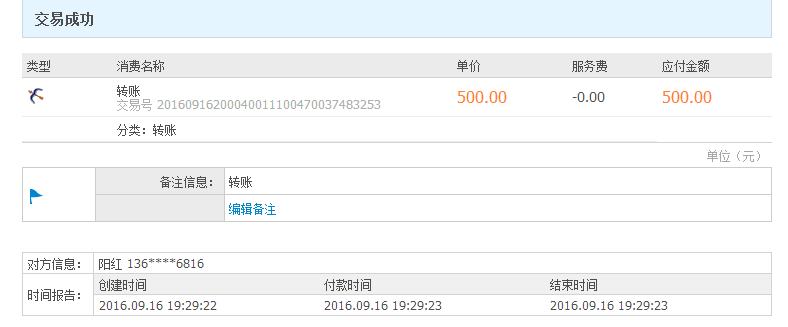 交易成功
类型 消费名称 单价 服务费 应付金额
转账 500.00 -0.00 500.00
交易号 20160916200040011100470037483253
分类：转账
单位（元）
备注信息： 转账
编辑备注
对方信息： 阳红 136****6816
时间报告： 创建时间 付款时间 结束时间
2016.09.16 19:29:22 2016.09.16 19:29:23 2016.09.16 19:29:23